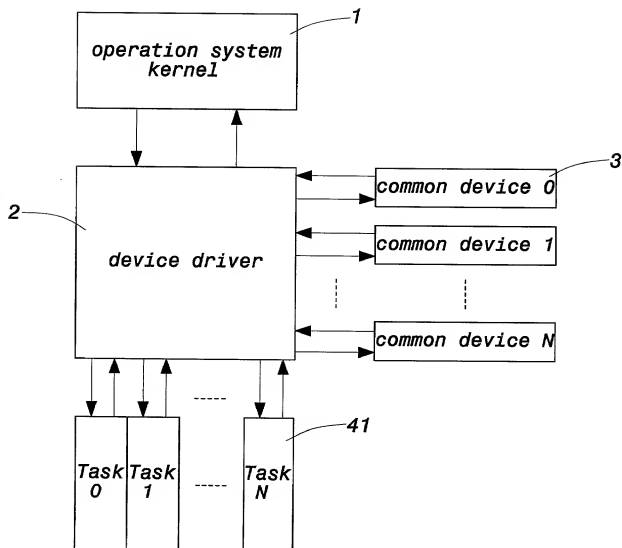 1
operation system
kernel
3
common device 0
2
common device 1
device driver
common device N
41
Task
0
Task
1
Task
N